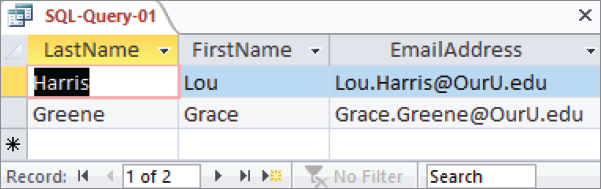 SQL-Query-01
LastName FirstName EmailAddress
Harris Lou Lou.Harris@OurU.edu
Greene Grace Grace.Greene@OurU.edu
Record: 1 of 2 No Filter Search